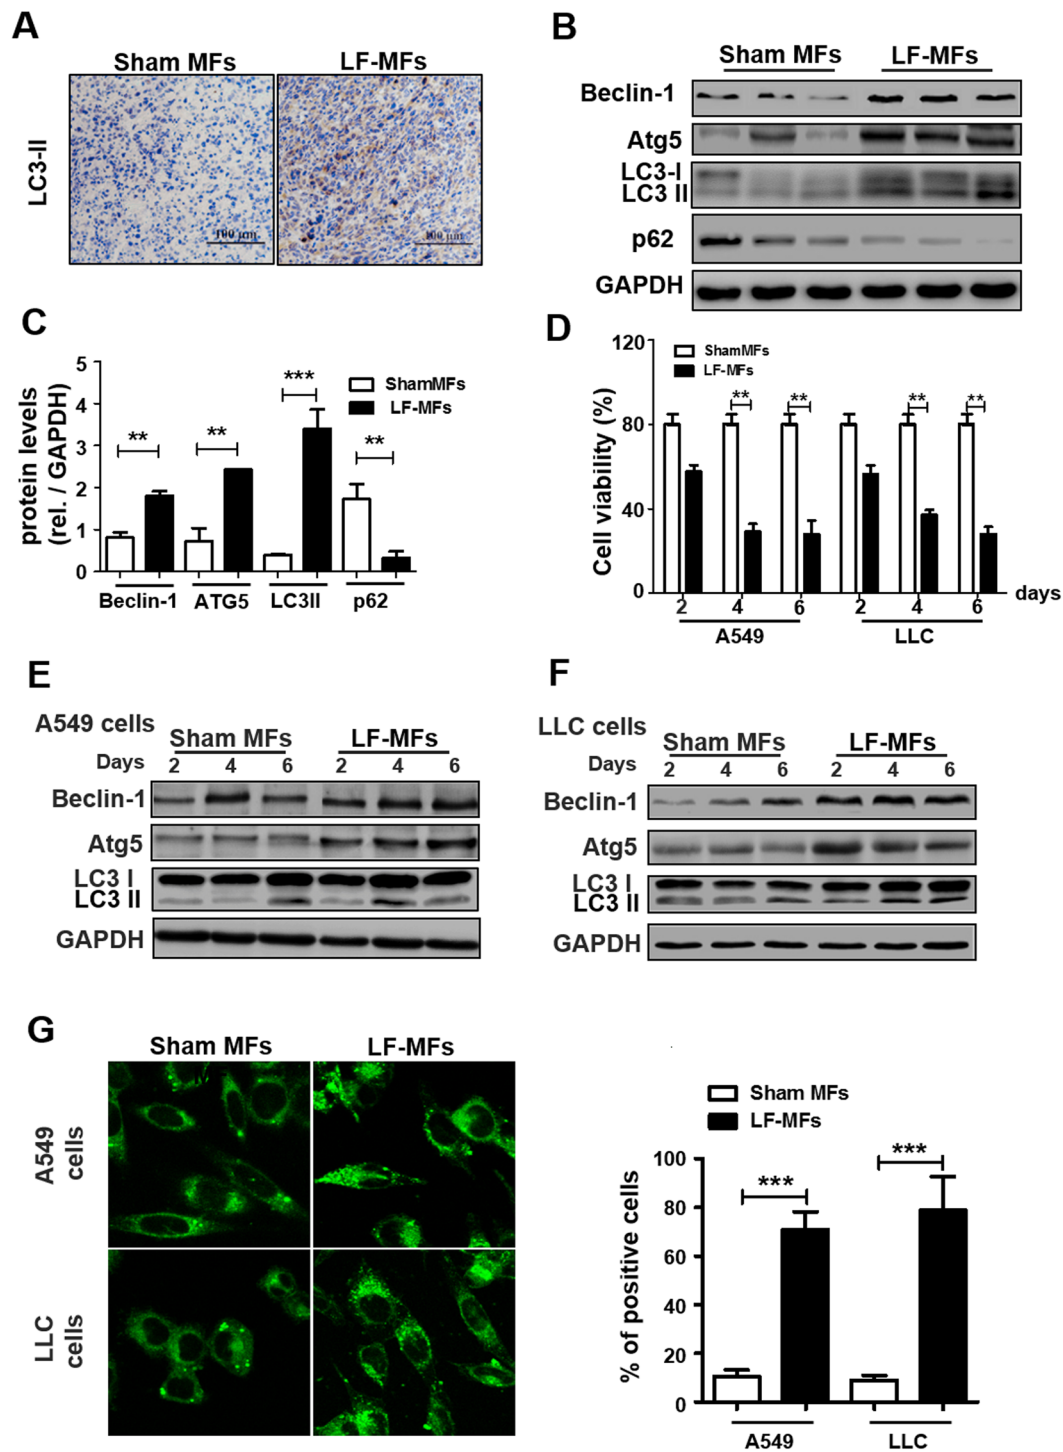 A
Sham MFs LF-MFs
LC3-II
100 μm 100 μm
B
Sham MFs LF-MFs
Beclin-1
Atg5
LC3-I
LC3 II
p62
GAPDH
C
protein levels
(rel. / GAPDH)
5
4
3
2
1
0
** ** *** **
ShamMFs
LF-MFs
Beclin-1 ATG5 LC3II p62
D
Cell viability (%)
120
80
40
0
ShamMFs
LF-MFs
** ** ** **
2 4 6 2 4 6 days
A549 LLC
E
A549 cells
Sham MFs LF-MFs
Days 2 4 6 2 4 6
Beclin-1
Atg5
LC3 I
LC3 II
GAPDH
F
LLC cells
Sham MFs LF-MFs
Days 2 4 6 2 4 6
Beclin-1
Atg5
LC3 I
LC3 II
GAPDH
G
Sham MFs LF-MFs
A549
cells
LLC
cells
Sham MFs
LF-MFs
% of positive cells
100
80
60
40
20
0
*** ***
A549 LLC